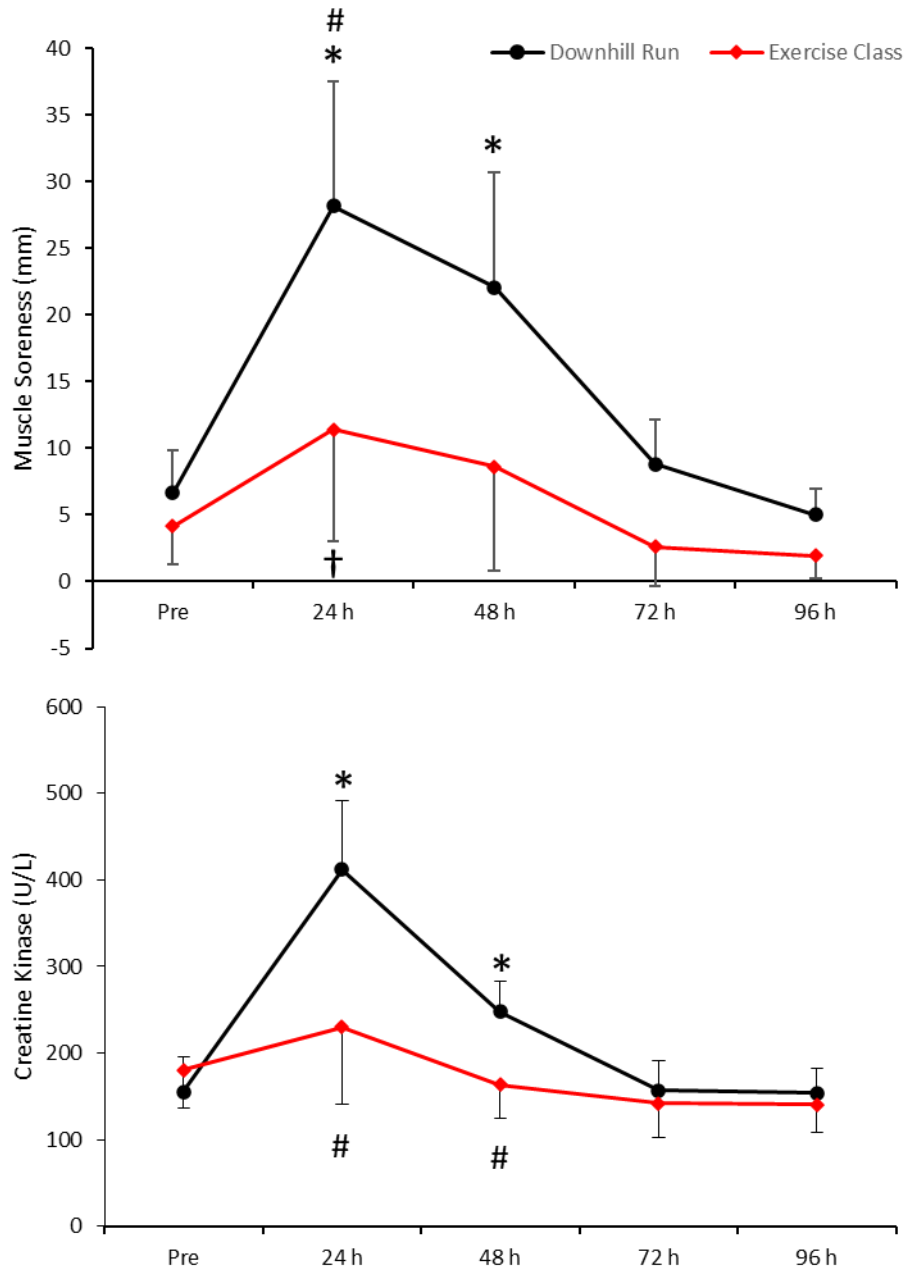 #
*
40
Downhill Run
Exercise Class
35
*
30
25
20
15
10
5
†
0
Pre
24 h
48 h
72 h
96 h
-5
Muscle Soreness (mm)
600
*
500
400
300
*
200
100
#
#
0
Pre
24 h
48 h
72 h
96 h
Creatine Kinase (U/L)